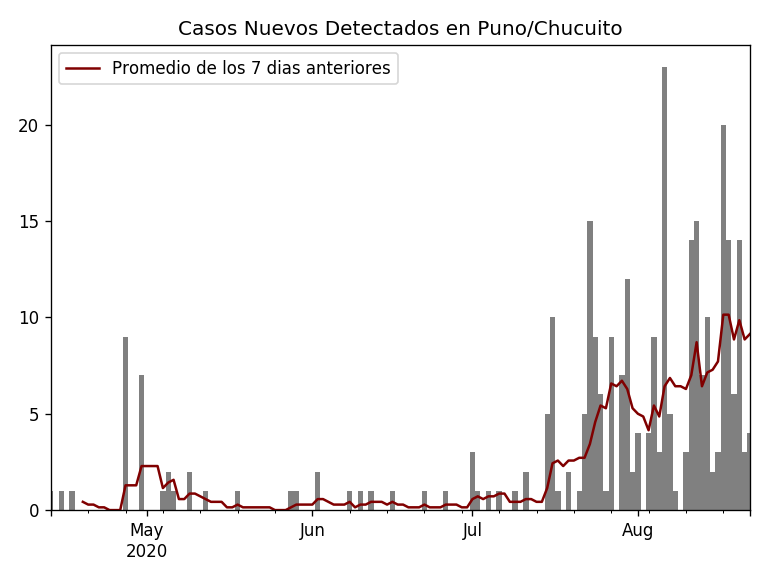 Casos Nuevos Detectados en Puno/Chucuito
Promedio de los 7 dias anteriores
20
15
10
5
0
May Jun Jul Aug
2020